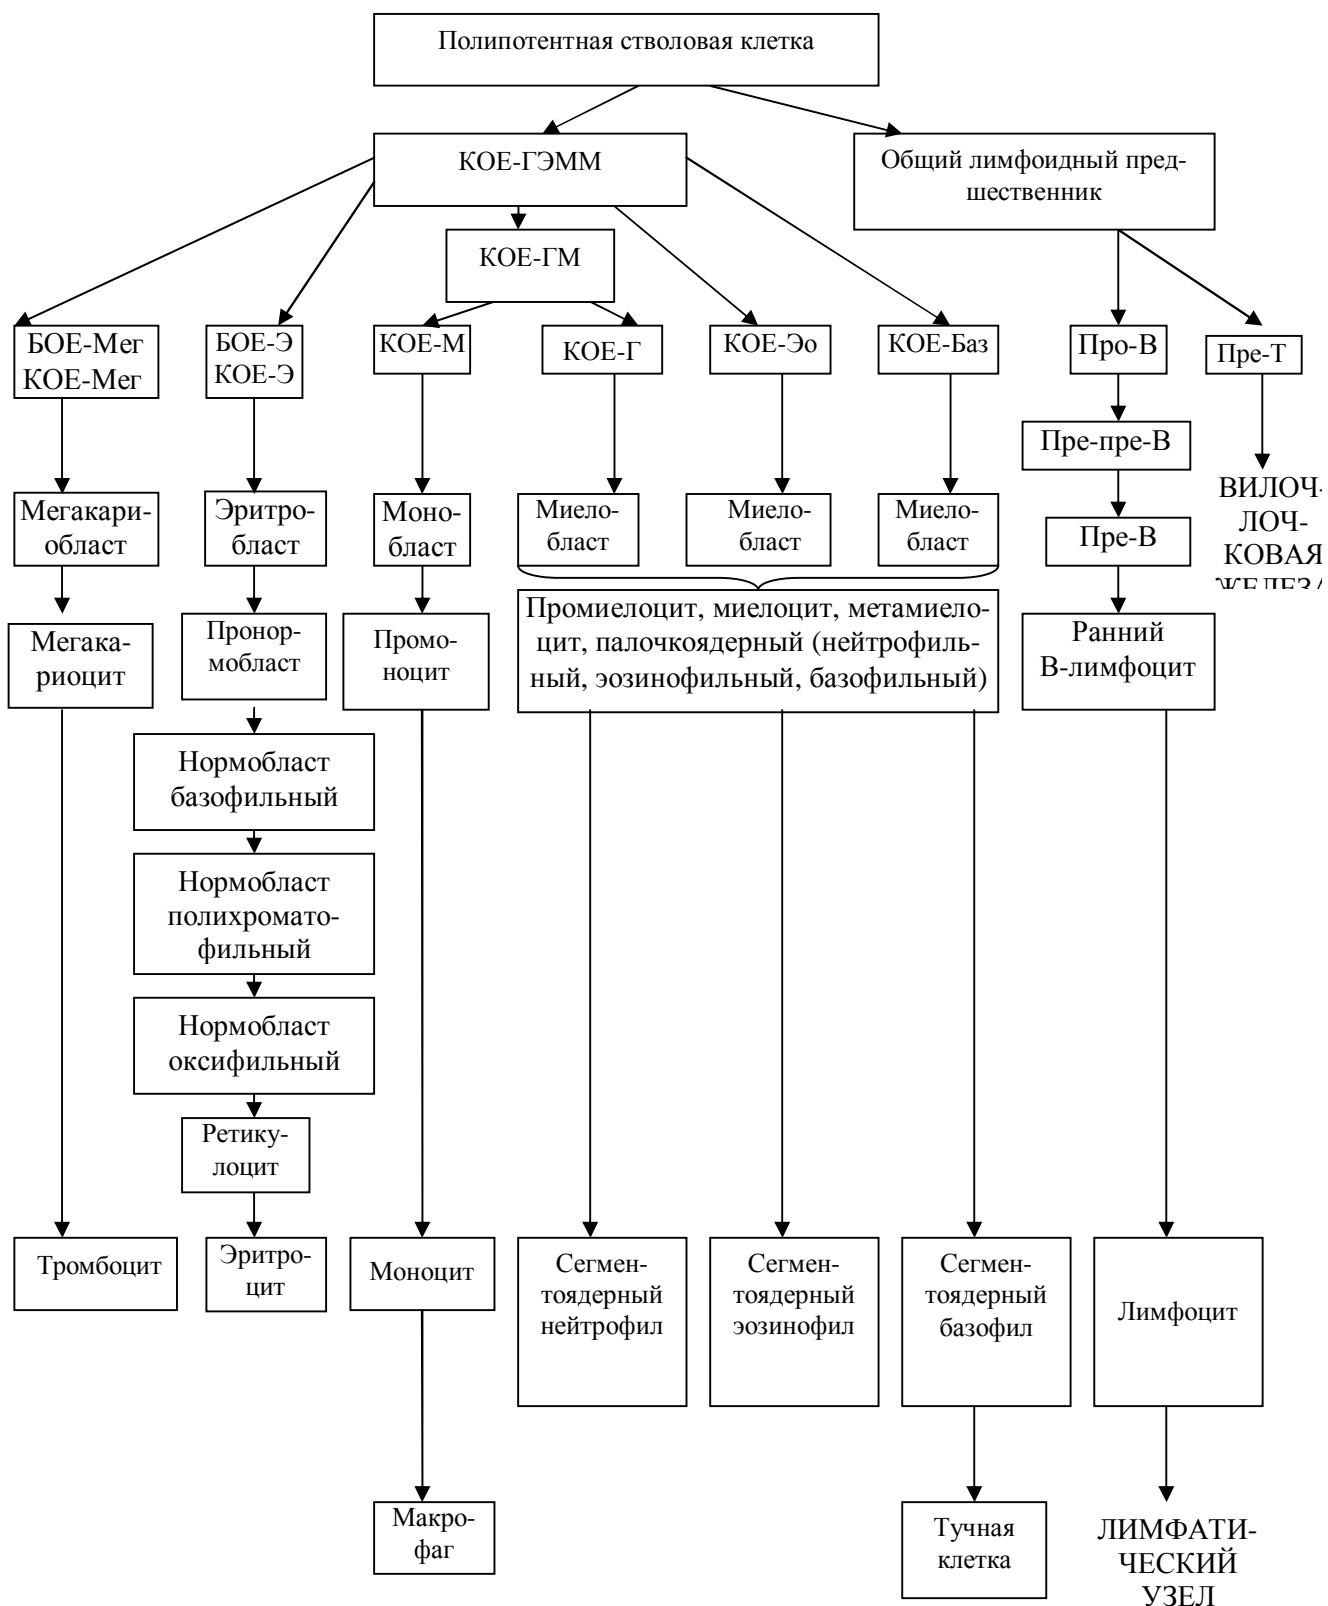 Полипотентная стволовая клетка
КОЕ-ГЭММ
Общий лимфоидный пред-
шественник
КОЕ-ГМ
БОЕ-Мег
КОЕ-Мег
БОЕ-Э
КОЕ-Э
КОЕ-М
КОЕ-Г
КОЕ-Эо
КОЕ-Баз
Про-В
Пре-Т
Пре-пре-В
Мегакари-
область
Эритро-
бласт
Моно-
бласт
Миело-
бласт
Миело-
бласт
Миело-
бласт
Пре-В
ВИЛОЧ-
ЛОЧ-
КОВАЯ
ЖЕЛЕЗА
Мегака-
риоцит
Пронор-
мобласт
Промо-
ноцит
Промиелоцит, миелоцит, метамиело-
цит, палочкоядерный (нейтрофиль-
ный, эозинофильный, базофильный)
Ранний
В-лимфоцит
Нормобласт
базофильный
Нормобласт
полихромато-
фильный
Нормобласт
оксифильный
Ретику-
лоцит
Тромбоцит
Эритро-
цит
Моноцит
Сегмен-
тоядерный
нейтрофил
Сегмен-
тоядерный
эозинофил
Сегмен-
тоядерный
базофил
Лимфоцит
Макро-
фаг
Тучная
клетка
ЛИМФАТИ-
ЧЕСКИЙ
УЗЕЛ